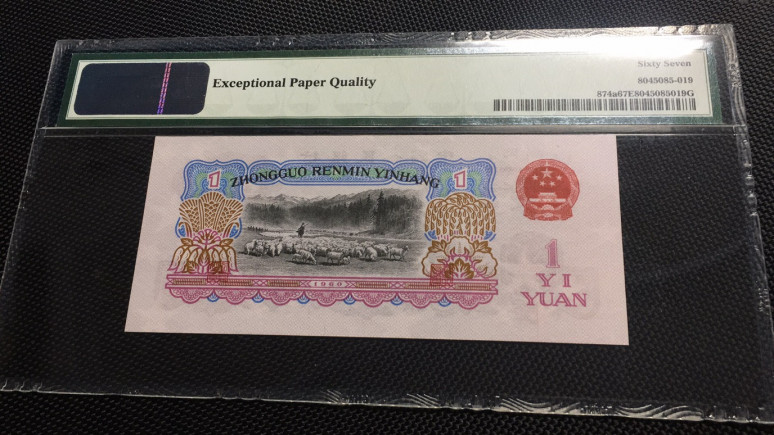 Exceptional Paper Quality
Sixty Seven
8045085-019
874a67E8045085019G
ZHONGGUO RENMIN YINHANG
1
1
1960
1
YI
YUAN